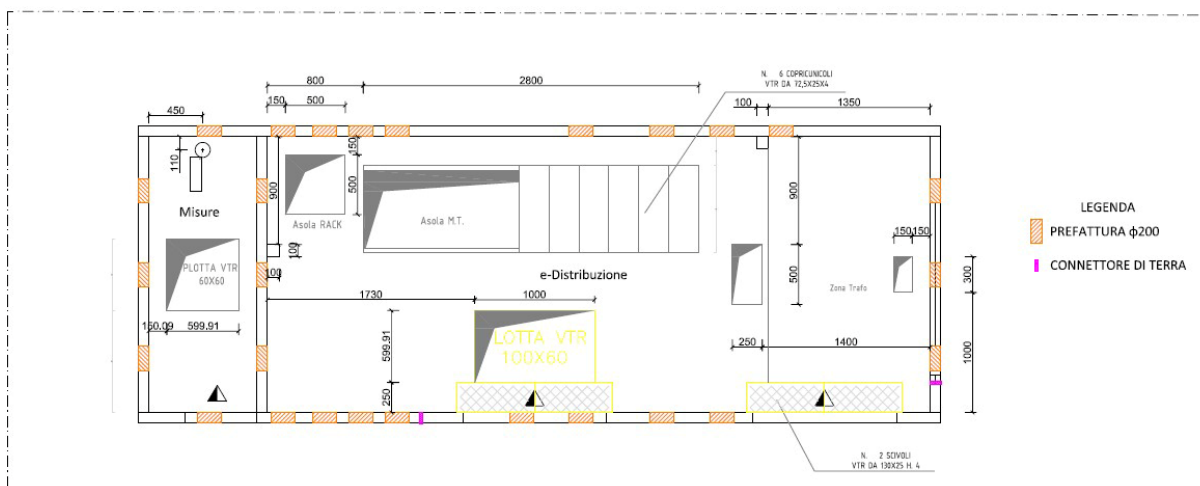 N. 6 COPRICUNICOLI
VTR DA 72,5X25X4
800
2800
150
500
100
1350
450
110
150
500
900
900
Misure
Asola RACK
Asola M.T.
LEGENDA
PREFATTURA ϕ200
CONNETTORE DI TERRA
PLOTTA VTR
60X60
100
100
e-Distribuzione
150
150
500
300
Zona Trafo
1730
1000
150.09
599.91
599.91
LOTTA VTR
100X60
250
1400
1000
250
N. 2 SCIVOLI
VTR DA 130X25 H. 4